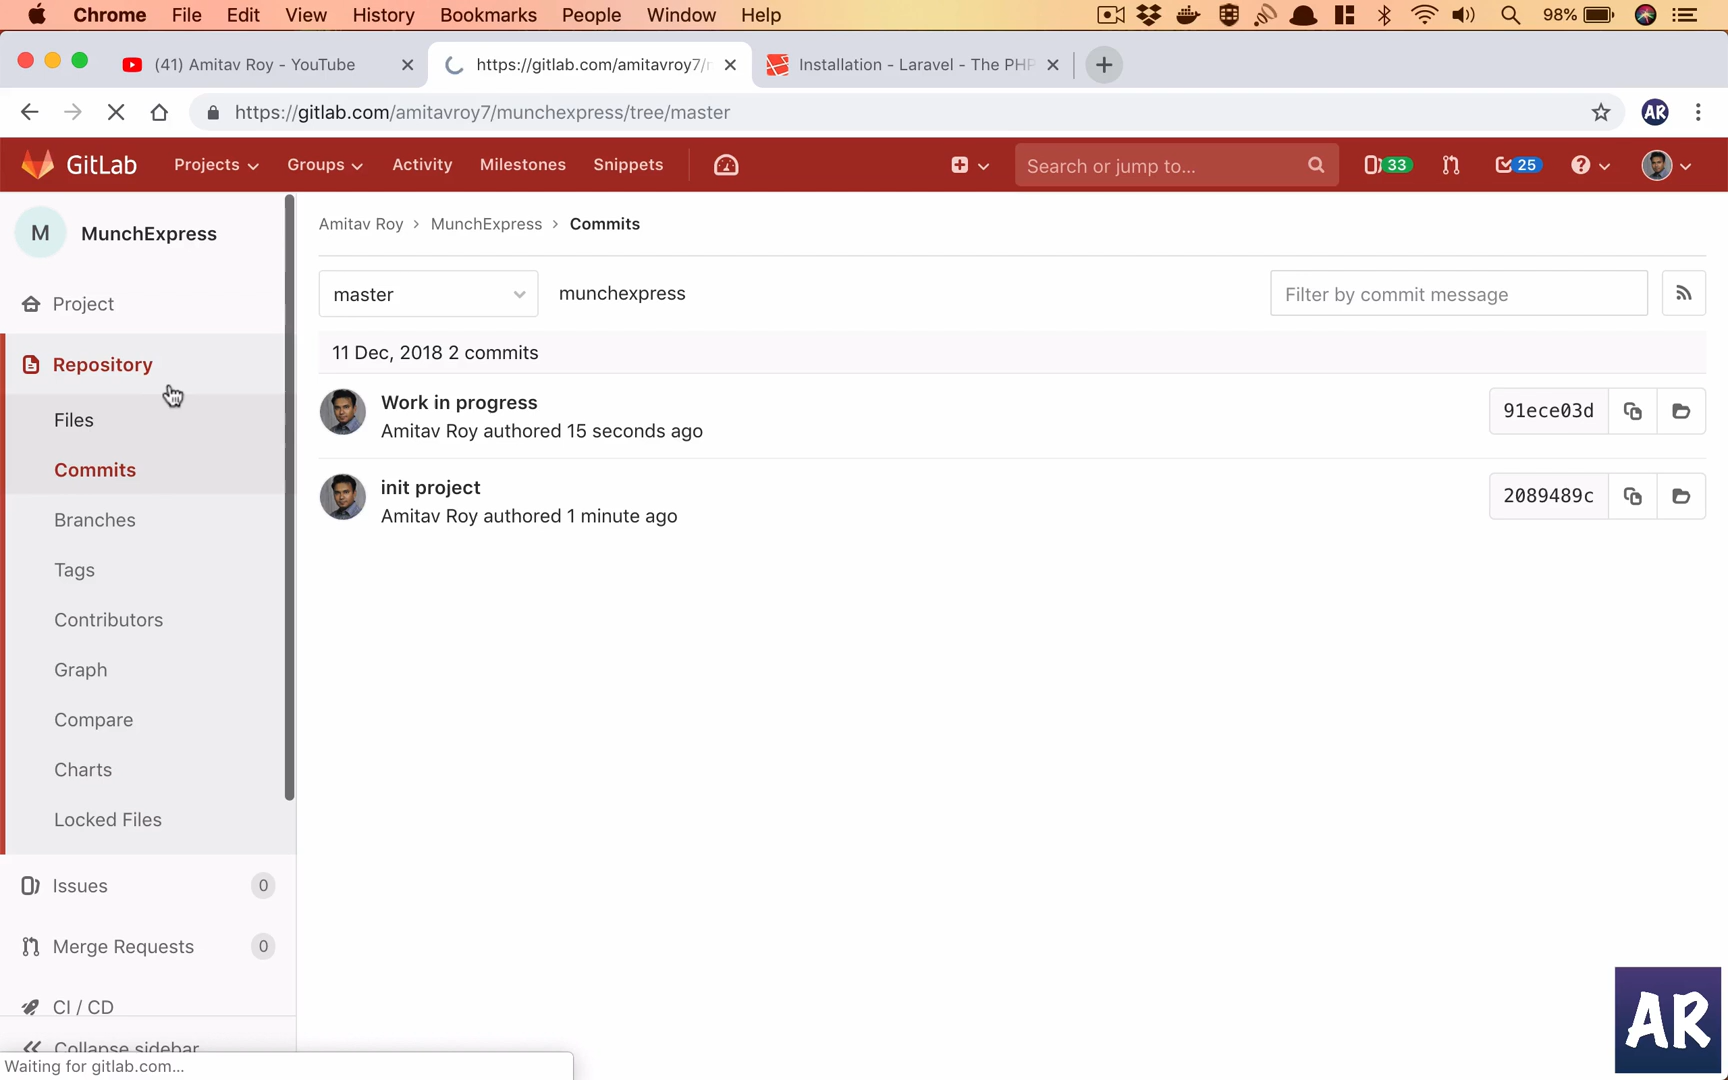 Chrome File Edit View History Bookmarks People Window Help 98%
(41) Amitav Roy - YouTube https://gitlab.com/amitavroy7/ Installation - Laravel - The PHP
https://gitlab.com/amitavroy7/munchexpress/tree/master AR
GitLab Projects Groups Activity Milestones Snippets Search or jump to... 33 25
M MunchExpress
Amitav Roy > MunchExpress > Commits
Project
master munchexpress Filter by commit message
11 Dec, 2018 2 commits
Repository
Work in progress
91ece03d
Amitav Roy authored 15 seconds ago
Files
Commits
init project
2089489c
Amitav Roy authored 1 minute ago
Branches
Tags
Contributors
Graph
Compare
Charts
Locked Files
Issues 0
Merge Requests 0
CI / CD
Collapse sidebar
Waiting for gitlab.com...
AR